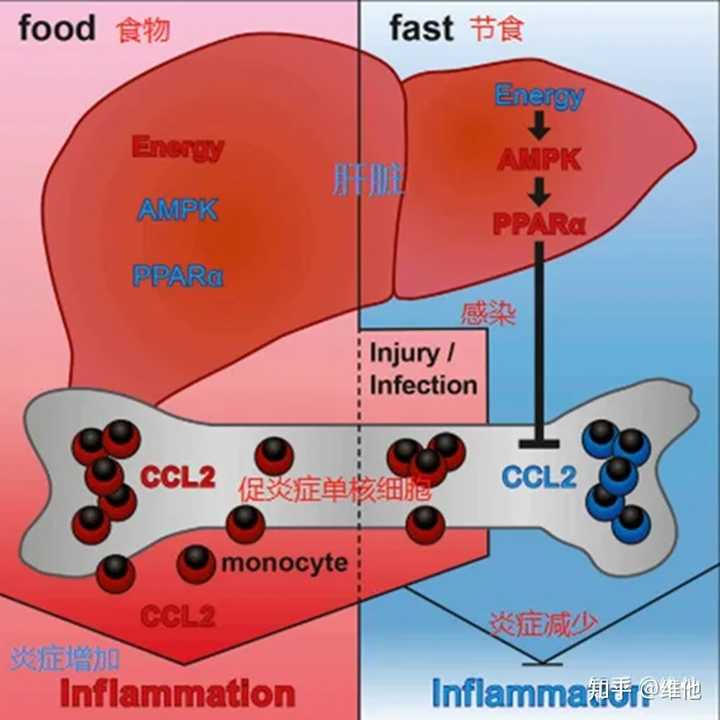 food 食物
fast 节食
Energy
AMPK
PPARα
肝脏
Energy
AMPK
PPARα
感染
Injury /
Infection
CCL2
促炎症单核细胞
CCL2
monocyte
CCL2
炎症增加
炎症减少
Inflammation
Inflammation
知乎 @维他